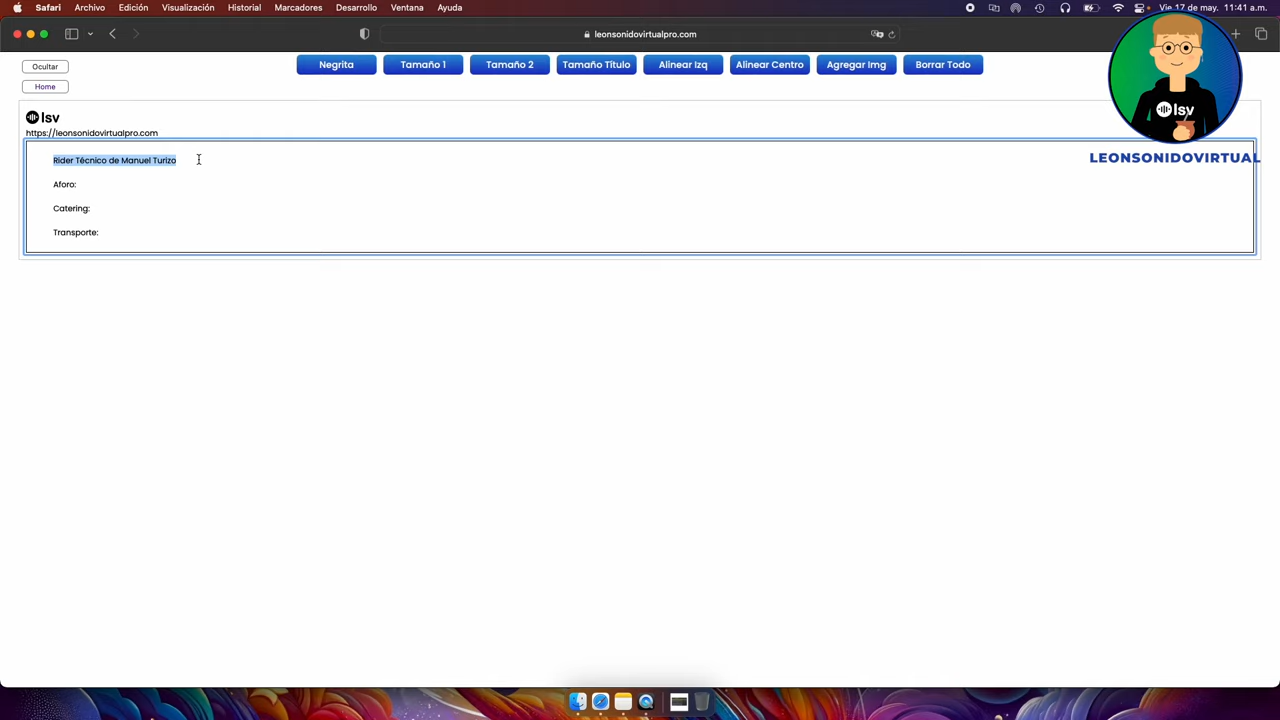 Safari Archivo Edición Visualización Historial Marcadores Desarrollo Ventana Ayuda Vie 17 de may. 11:41 a.m.
leonsonidovirtualpro.com
Ocultar
Home
Negrita Tamaño 1 Tamaño 2 Tamaño Título Alinear Izq Alinear Centro Agregar Img Borrar Todo
lsv
https://leonsonidovirtualpro.com
Rider Técnico de Manuel Turizo
Aforo:
Catering:
Transporte:
lsv
LEONSONIDOVIRTUAL